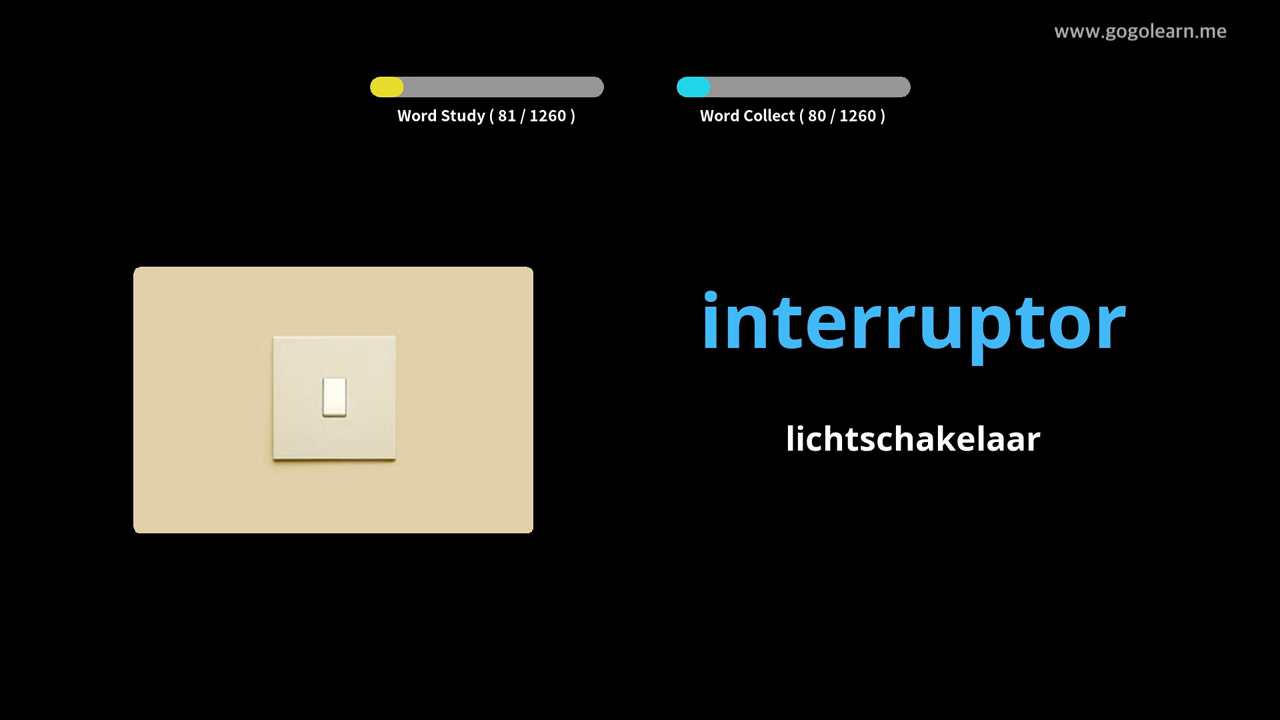 www.gogolearn.me
Word Study ( 81 / 1260 )
Word Collect ( 80 / 1260 )
interruptor
lichtschakelaar